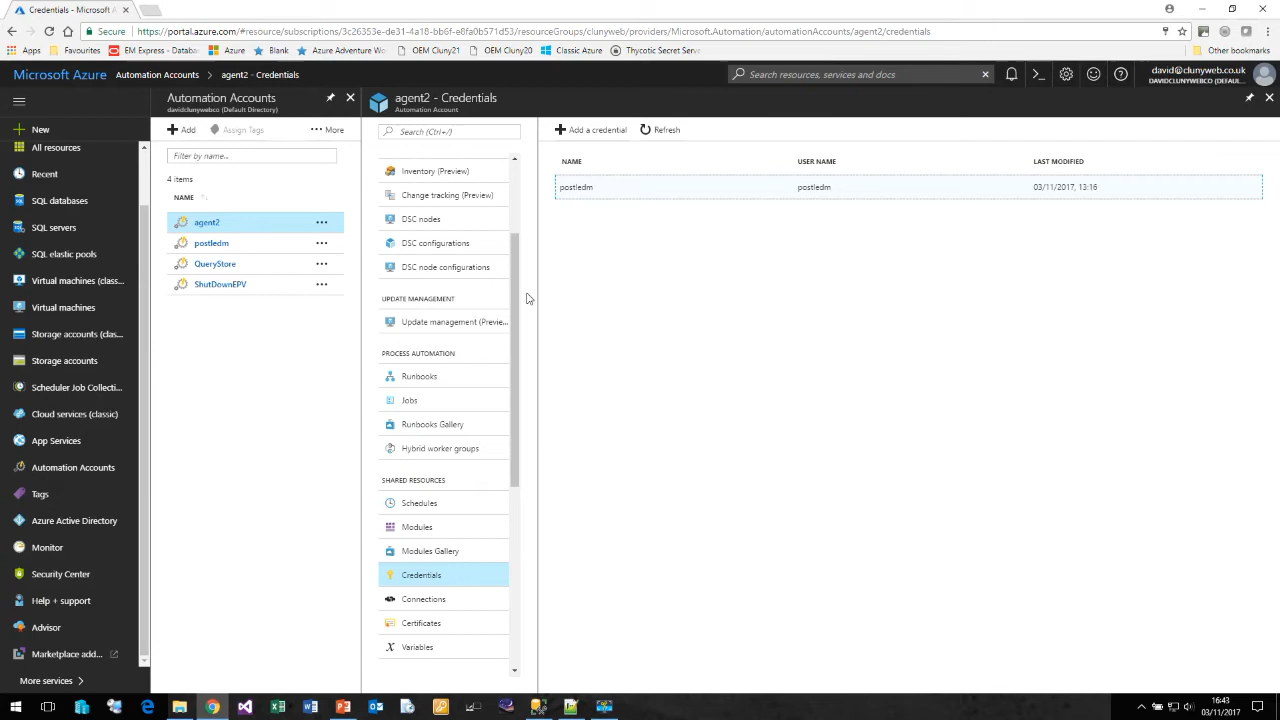 Credentials - Microsoft A
Secure
https://portal.azure.com/#resource/subscriptions/3c26353e-de31-4a18-bb6f-e8fa0b571d53/resourceGroups/clunyweb/providers/Microsoft.Automation/automationAccounts/agent2/credentials
Apps Favourites EM Express - Databa Azure Blank Azure Adventure Wor OEM Cluny21 OEM Cluny20 Classic Azure Thycotic Secret Serve Other bookmarks
Microsoft Azure Automation Accounts > agent2 - Credentials
Search resources, services and docs
david@clunyweb.co.uk
DAVIDCLUNYWEBCO (DEFAUL...
New
All resources
Recent
SQL databases
SQL servers
SQL elastic pools
Virtual machines (class...
Virtual machines
Storage accounts (clas...
Storage accounts
Scheduler Job Collecti...
Cloud services (classic)
App Services
Automation Accounts
Tags
Azure Active Directory
Monitor
Security Center
Help + support
Advisor
Marketplace add...
More services >
Automation Accounts
davidclunywebco (Default Directory)
Add Assign Tags ••• More
Filter by name...
4 items
NAME
agent2 •••
postledm •••
QueryStore •••
ShutDownEPV •••
agent2 - Credentials
Automation Account
Search (Ctrl+/)
Inventory (Preview)
Change tracking (Preview)
DSC nodes
DSC configurations
DSC node configurations
UPDATE MANAGEMENT
Update management (Previe...
PROCESS AUTOMATION
Runbooks
Jobs
Runbooks Gallery
Hybrid worker groups
SHARED RESOURCES
Schedules
Modules
Modules Gallery
Credentials
Connections
Certificates
Variables
Add a credential Refresh
NAME USER NAME LAST MODIFIED
postledm postledm 03/11/2017, 13:16
16:43
03/11/2017